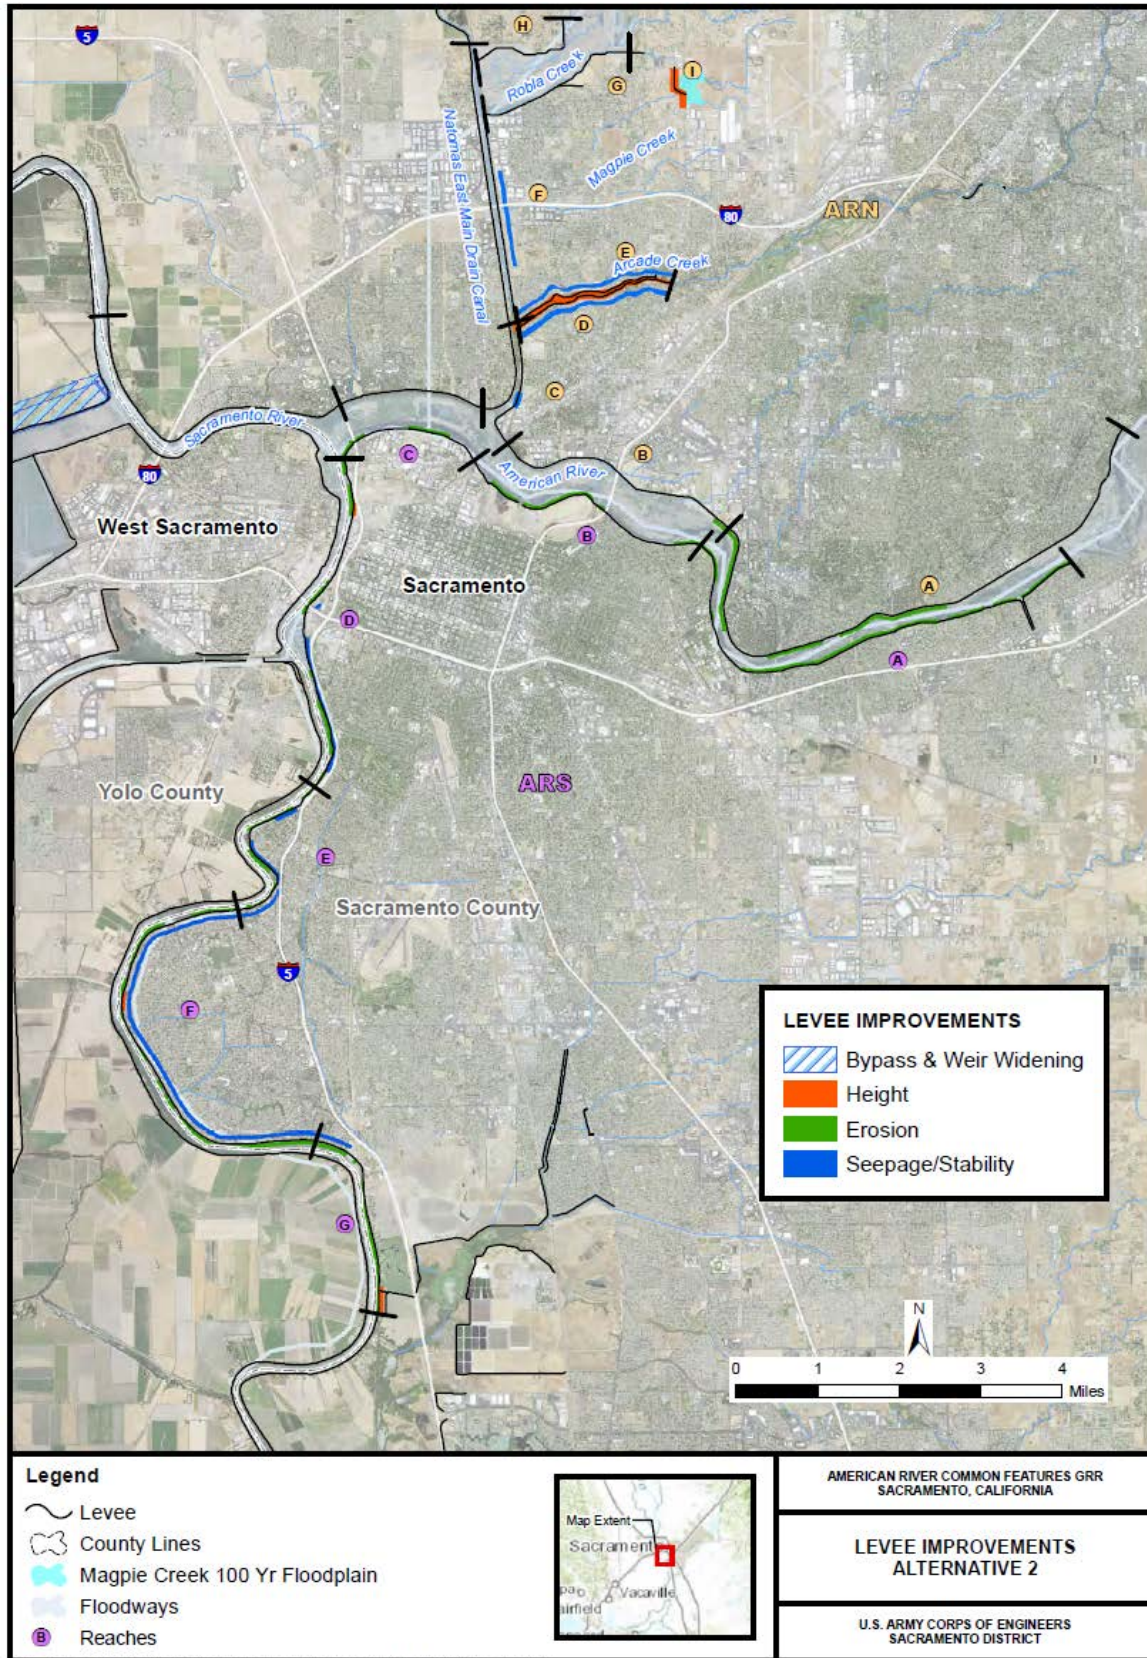 5
H
Robla Creek
G
I
Natomas East Main Drain Canal
Magpie Creek
F
80
ARN
E
Arcade Creek
D
C
Sacramento River
C
American River
B
80
B
West Sacramento
Sacramento
A
D
A
Yolo County
ARS
E
Sacramento County
5
F
G
LEVEE IMPROVEMENTS
Bypass & Weir Widening
Height
Erosion
Seepage/Stability
N
0 1 2 3 4
Miles
Legend
Levee
County Lines
Magpie Creek 100 Yr Floodplain
Floodways
B Reaches
Map Extent
Sacrament
Vacaville
airfield
AMERICAN RIVER COMMON FEATURES GRR
SACRAMENTO, CALIFORNIA
LEVEE IMPROVEMENTS
ALTERNATIVE 2
U.S. ARMY CORPS OF ENGINEERS
SACRAMENTO DISTRICT